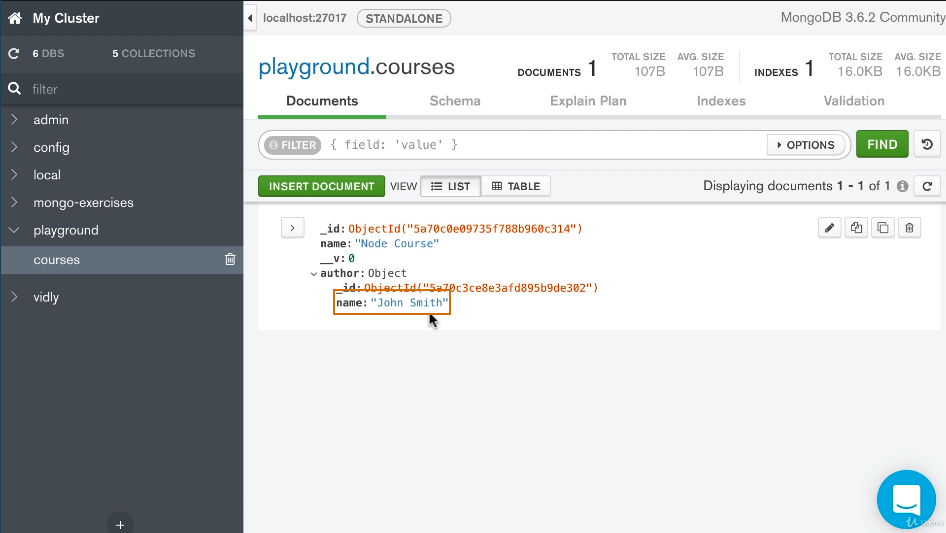 My Cluster
6 DBS 5 COLLECTIONS
filter
admin
config
local
mongo-exercises
playground
courses
vidly
localhost:27017 STANDALONE MongoDB 3.6.2 Community
playground.courses
DOCUMENTS 1 TOTAL SIZE 107B AVG. SIZE 107B INDEXES 1 TOTAL SIZE 16.0KB AVG. SIZE 16.0KB
Documents Schema Explain Plan Indexes Validation
FILTER { field: 'value' } OPTIONS FIND
INSERT DOCUMENT VIEW LIST TABLE Displaying documents 1 - 1 of 1
_id: ObjectId("5a70c0e09735f788b960c314")
name: "Node Course"
__v: 0
author: Object
_id: ObjectId("5a70c3ce8e3afd895b9de302")
name: "John Smith"
Udemy